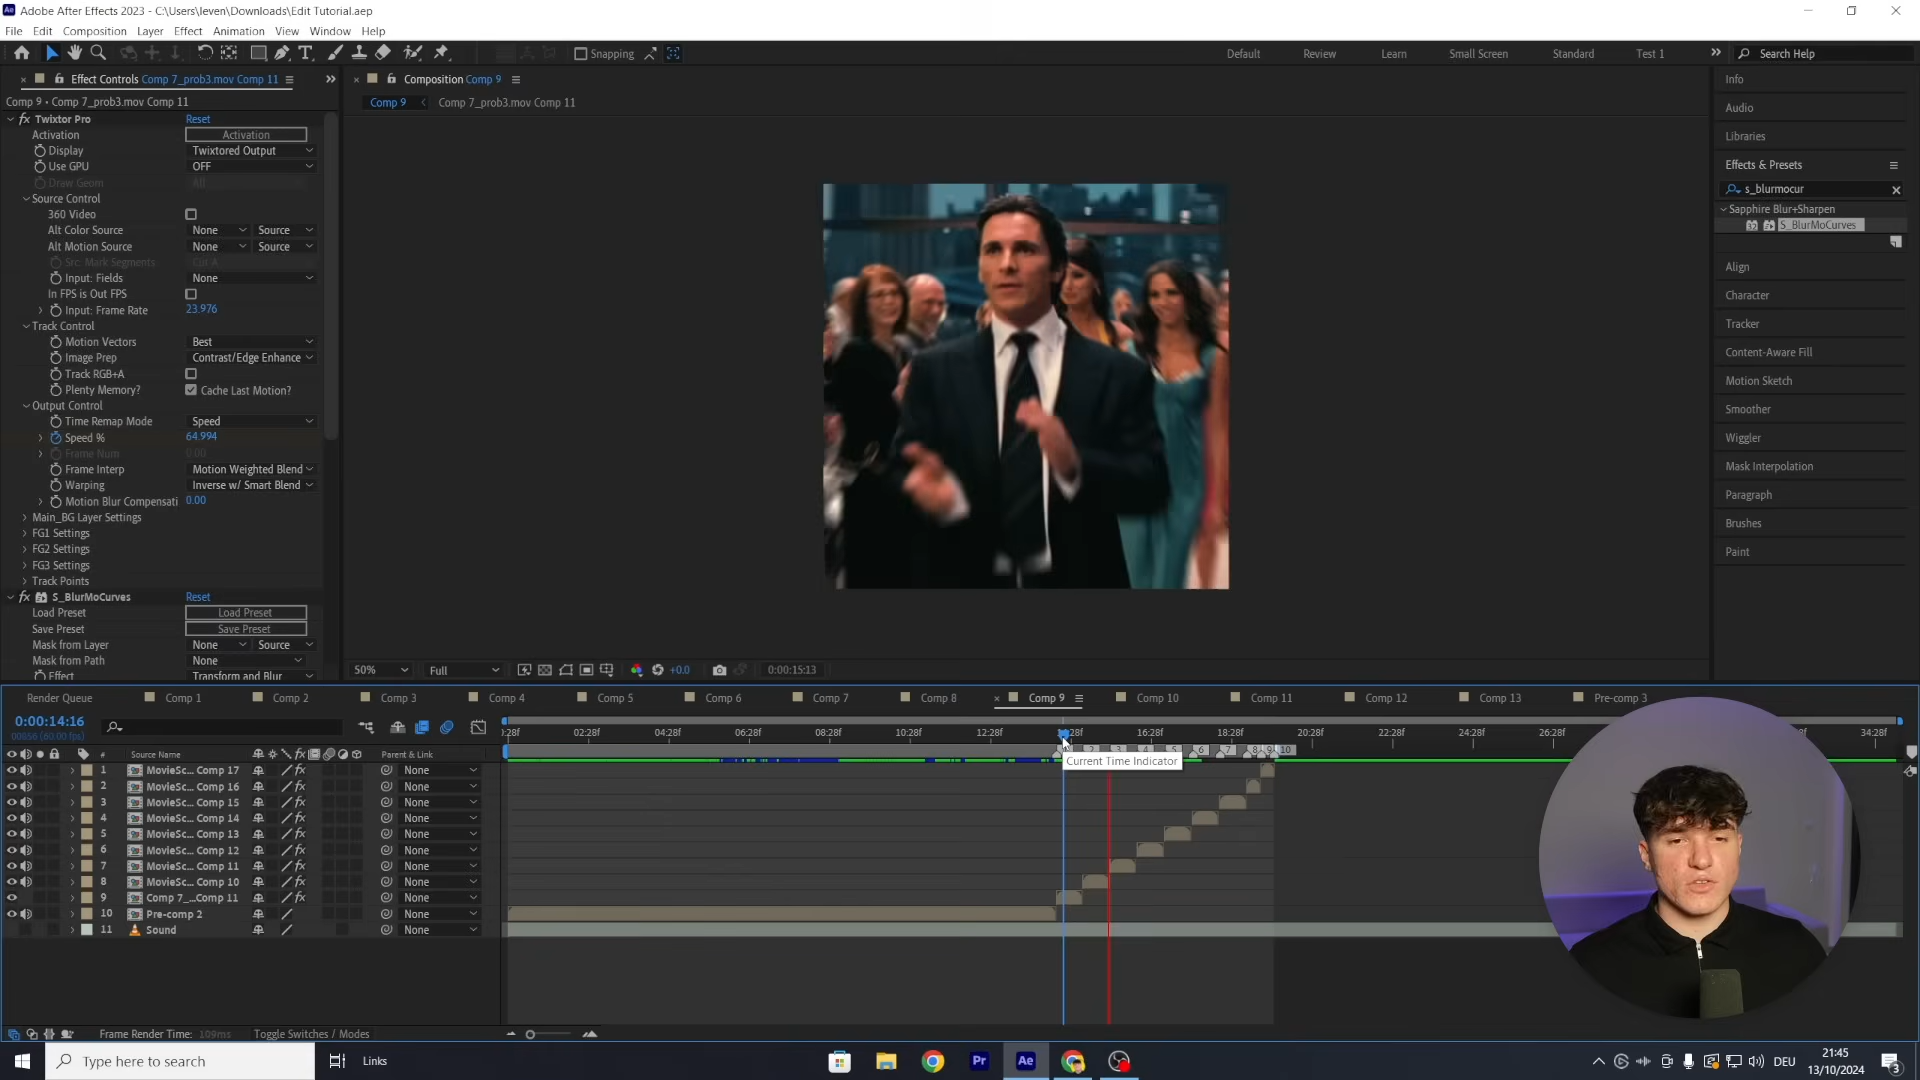 Adobe After Effects 2023 - C:\Users\leven\Downloads\Edit Tutorial.aep
File Edit Composition Layer Effect Animation View Window Help
Snapping Default Review Learn Small Screen Standard Test 1 Search Help
Effect Controls Comp 7_prob3.mov Comp 11
Comp 9 • Comp 7_prob3.mov Comp 11
Twixtor Pro Reset
Activation Activation
Display Twixtored Output
Use GPU OFF
Draw Geom All
Source Control
360 Video
Alt Color Source None Source
Alt Motion Source None Source
Src: Mark Segments Cut A
Input: Fields None
In FPS is Out FPS
Input: Frame Rate 23.976
Track Control
Motion Vectors Best
Image Prep Contrast/Edge Enhance
Track RGB+A
Plenty Memory? Cache Last Motion?
Output Control
Time Remap Mode Speed
Speed % 64.994
Frame Num 0.00
Frame Interp Motion Weighted Blend
Warping Inverse w/ Smart Blend
Motion Blur Compensati 0.00
Main_BG Layer Settings
FG1 Settings
FG2 Settings
FG3 Settings
Track Points
S_BlurMoCurves Reset
Load Preset Load Preset
Save Preset Save Preset
Mask from Layer None Source
Mask from Path None
Effect Transform and Blur
Composition Comp 9
Comp 9 Comp 7_prob3.mov Comp 11
50% Full +0.0 0:00:15:13
Info
Audio
Libraries
Effects & Presets
s_blurmocur
Sapphire Blur+Sharpen
32 S_BlurMoCurves
Align
Character
Tracker
Content-Aware Fill
Motion Sketch
Smoother
Wiggler
Mask Interpolation
Paragraph
Brushes
Paint
Render Queue Comp 1 Comp 2 Comp 3 Comp 4 Comp 5 Comp 6 Comp 7 Comp 8 Comp 9 Comp 10 Comp 11 Comp 12 Comp 13 Pre-comp 3
0:00:14:16
00856 (60.00 fps)
):28f 02:28f 04:28f 06:28f 08:28f 10:28f 12:28f 14:28f 16:28f 18:28f 20:28f 22:28f 24:28f 26:28f 34:28f
2 3 4 5 6 7 8 9 10
Current Time Indicator
# Source Name Parent & Link
1 MovieSc... Comp 17 None
2 MovieSc... Comp 16 None
3 MovieSc... Comp 15 None
4 MovieSc... Comp 14 None
5 MovieSc... Comp 13 None
6 MovieSc... Comp 12 None
7 MovieSc... Comp 11 None
8 MovieSc... Comp 10 None
9 Comp 7_...Comp 11 None
10 Pre-comp 2 None
11 Sound None
Frame Render Time: 109ms Toggle Switches / Modes
Type here to search Links Pr Ae DEU
21:45
13/10/2024
3